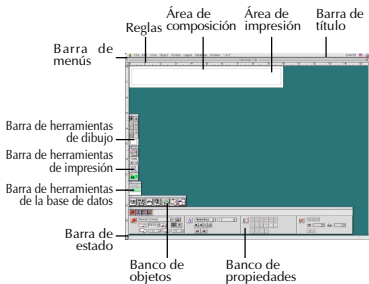 Reglas
Área de
composición
Área de
impresión
Barra de
título
Barra de
menús
Barra de herramientas
de dibujo
Barra de herramientas
de impresión
Barra de herramientas
de la base de datos
Barra de
estado
Banco de
objetos
Banco de
propiedades